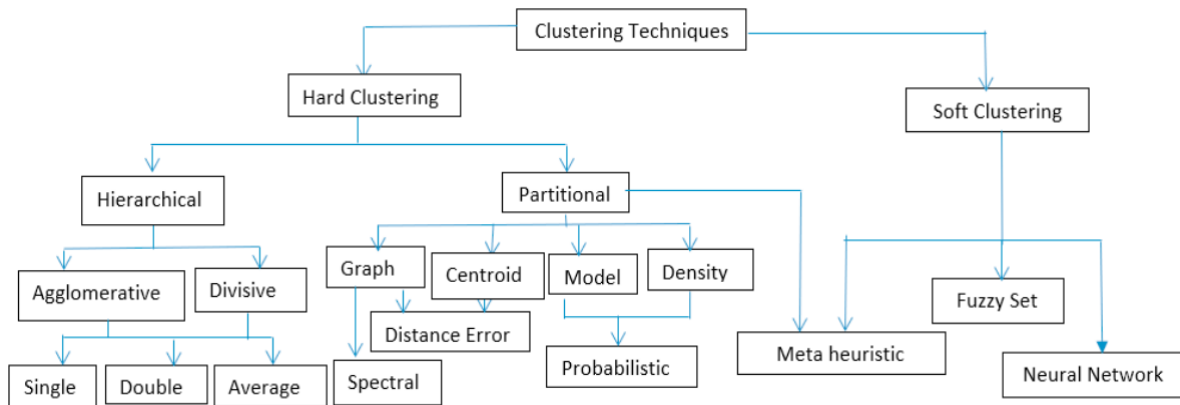 Clustering Techniques
Hard Clustering
Soft Clustering
Hierarchical
Partitional
Graph
Centroid
Model
Density
Agglomerative
Divisive
Distance Error
Fuzzy Set
Meta heuristic
Probabilistic
Single
Double
Average
Spectral
Neural Network